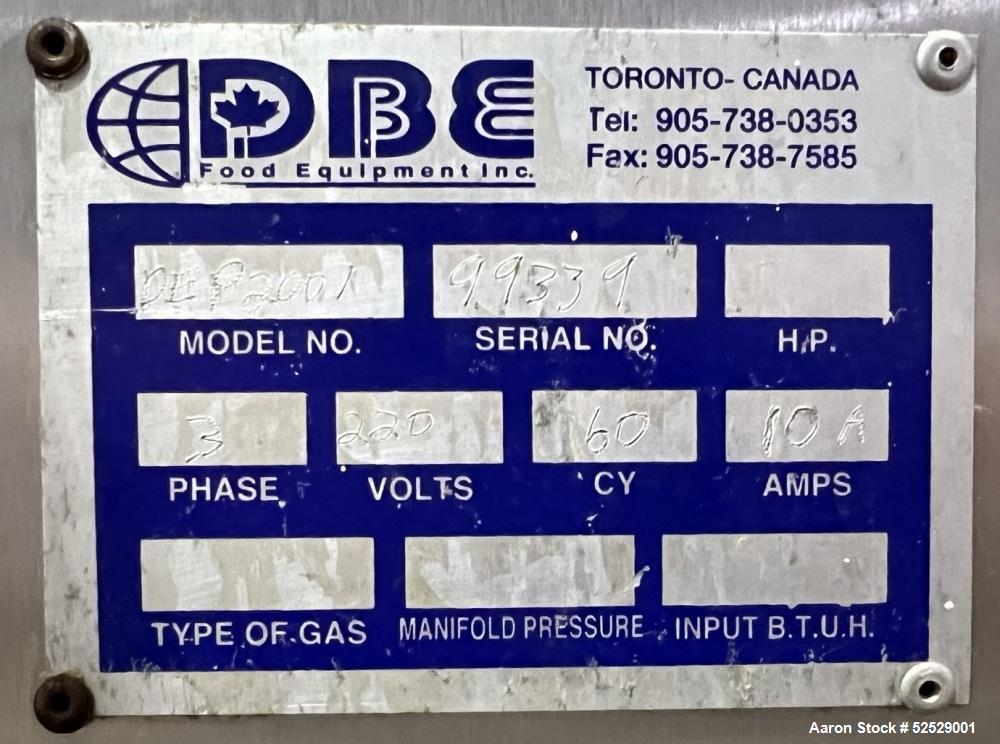 DBE
Food Equipment Inc.
TORONTO- CANADA
Tel: 905-738-0353
Fax: 905-738-7585
99339
MODEL NO. SERIAL NO. H.P.
3 220 60 10 A
PHASE VOLTS CY AMPS
TYPE OF GAS MANIFOLD PRESSURE INPUT B.T.U.H.
Aaron Stock # 52529001